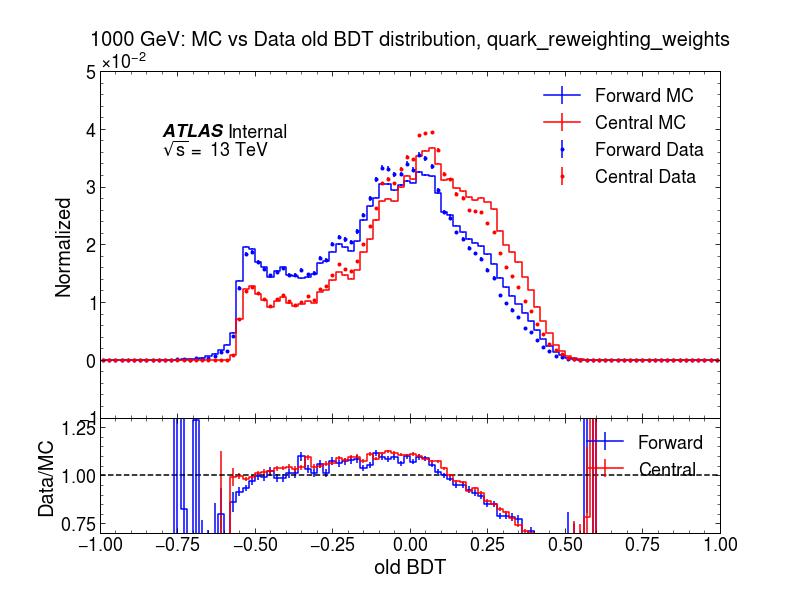 1000 GeV: MC vs Data old BDT distribution, quark_reweighting_weights
×10⁻²
5
4
3
2
1
0
−1
Normalized
ATLAS Internal
√s = 13 TeV
Forward MC
Central MC
Forward Data
Central Data
1.25
1.00
0.75
Data/MC
Forward
Central
−1.00 −0.75 −0.50 −0.25 0.00 0.25 0.50 0.75 1.00
old BDT